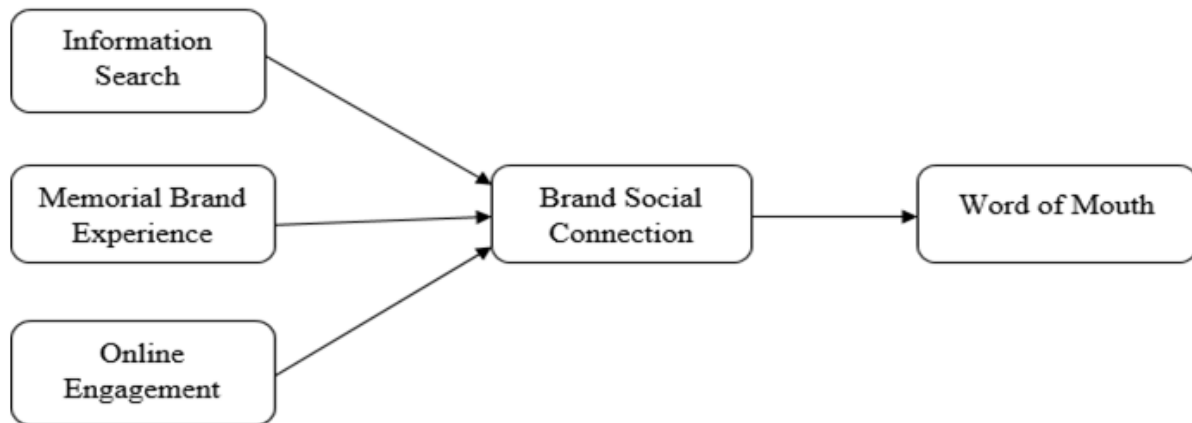 Information
Search
Memorial Brand
Experience
Online
Engagement
Brand Social
Connection
Word of Mouth